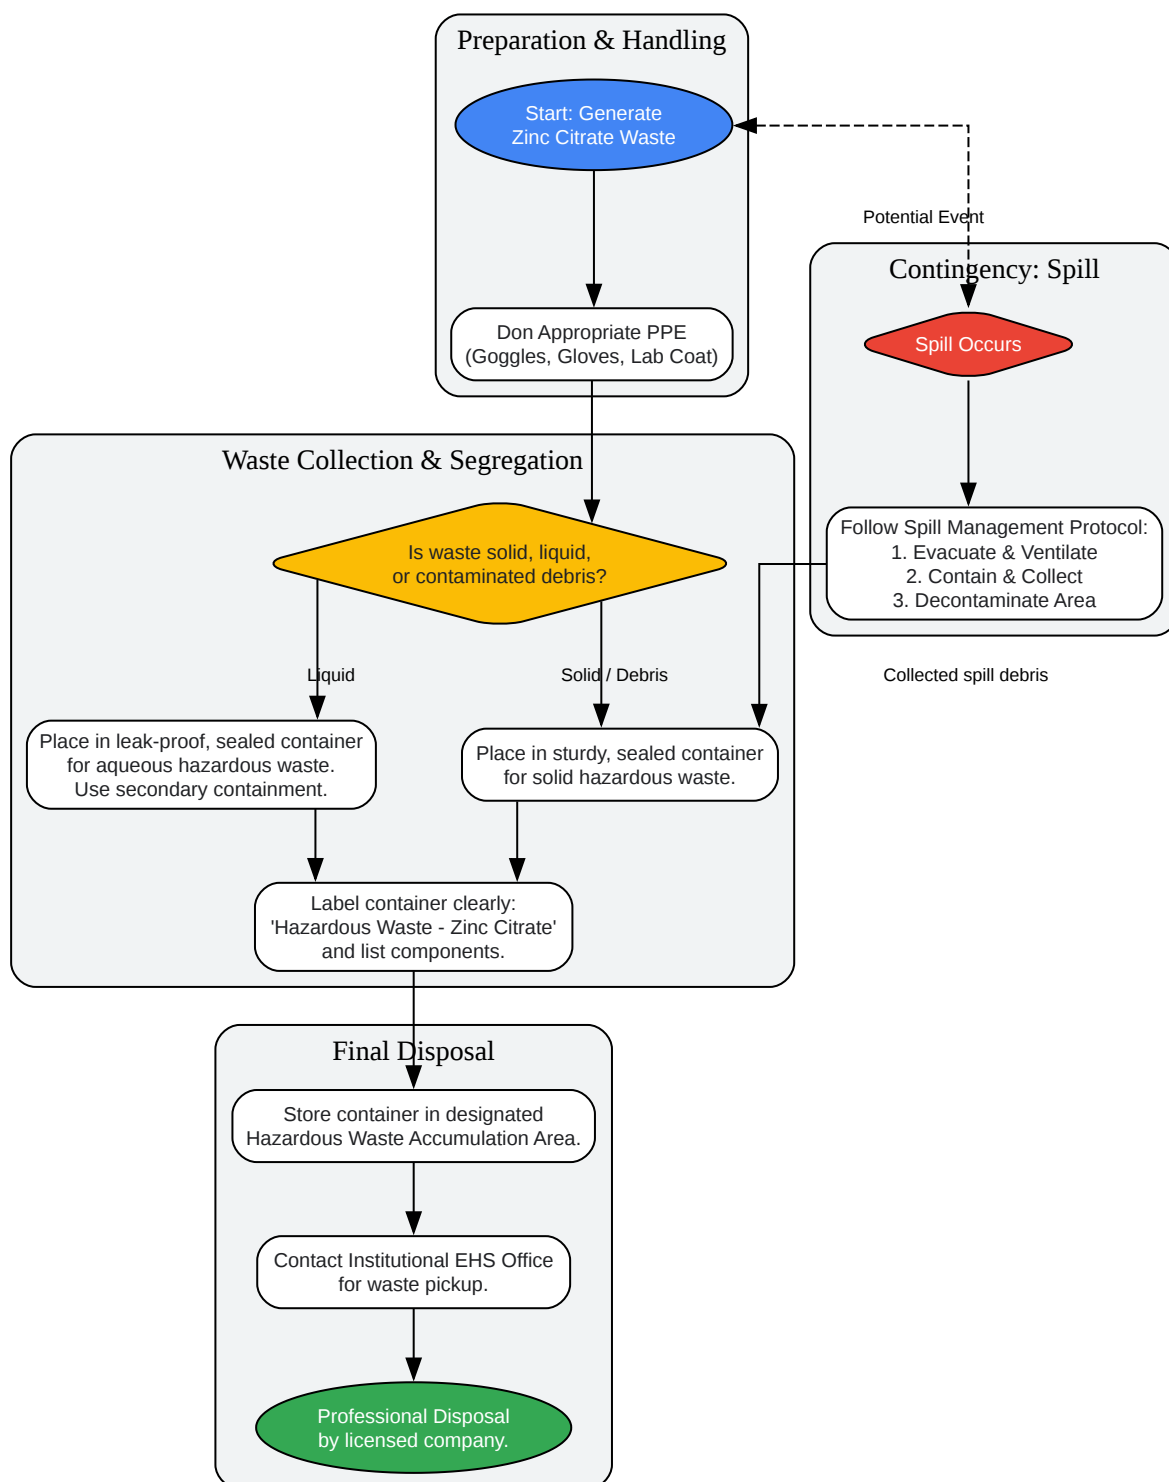 Preparation & Handling
Start: Generate
Zinc Citrate Waste
Potential Event
Contingency: Spill
Spill Occurs
Don Appropriate PPE
(Goggles, Gloves, Lab Coat)
Waste Collection & Segregation
Is waste solid, liquid,
or contaminated debris?
Follow Spill Management Protocol:
1. Evacuate & Ventilate
2. Contain & Collect
3. Decontaminate Area
Liquid
Solid / Debris
Collected spill debris
Place in leak-proof, sealed container
for aqueous hazardous waste.
Use secondary containment.
Place in sturdy, sealed container
for solid hazardous waste.
Label container clearly:
'Hazardous Waste - Zinc Citrate'
and list components.
Final Disposal
Store container in designated
Hazardous Waste Accumulation Area.
Contact Institutional EHS Office
for waste pickup.
Professional Disposal
by licensed company.